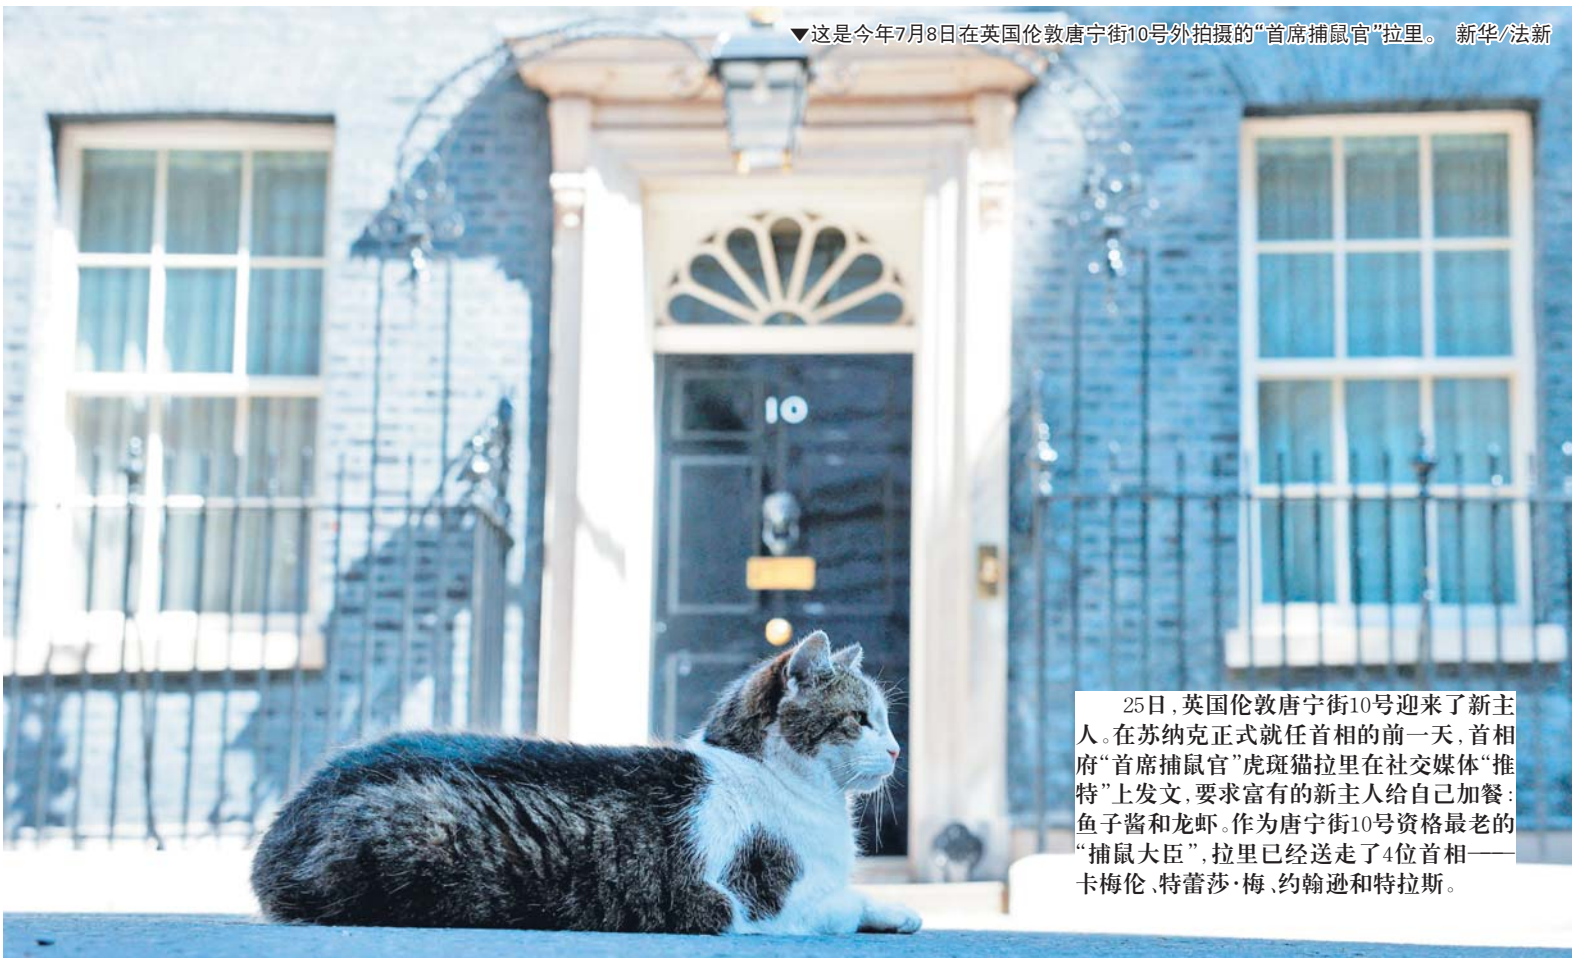 ▼这是今年7月8日在英国伦敦唐宁街10号外拍摄的“首席捕鼠官”拉里。 新华/法新
10
25日,英国伦敦唐宁街10号迎来了新主
人。在苏纳克正式就任首相的前一天,首相
府“首席捕鼠官”虎斑猫拉里在社交媒体“推
特”上发文,要求富有的新主人给自己加餐:
鱼子酱和龙虾。作为唐宁街10号资格最老的
“捕鼠大臣”,拉里已经送走了4位首相——
卡梅伦、特蕾莎·梅、约翰逊和特拉斯。